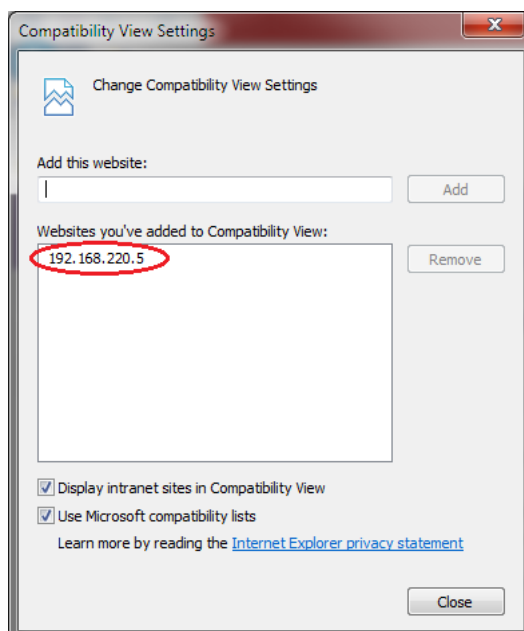 Compatibility View Settings
Change Compatibility View Settings
Add this website:
Add
Websites you've added to Compatibility View:
192.168.220.5
Remove
Display intranet sites in Compatibility View
Use Microsoft compatibility lists
Learn more by reading the Internet Explorer privacy statement
Close